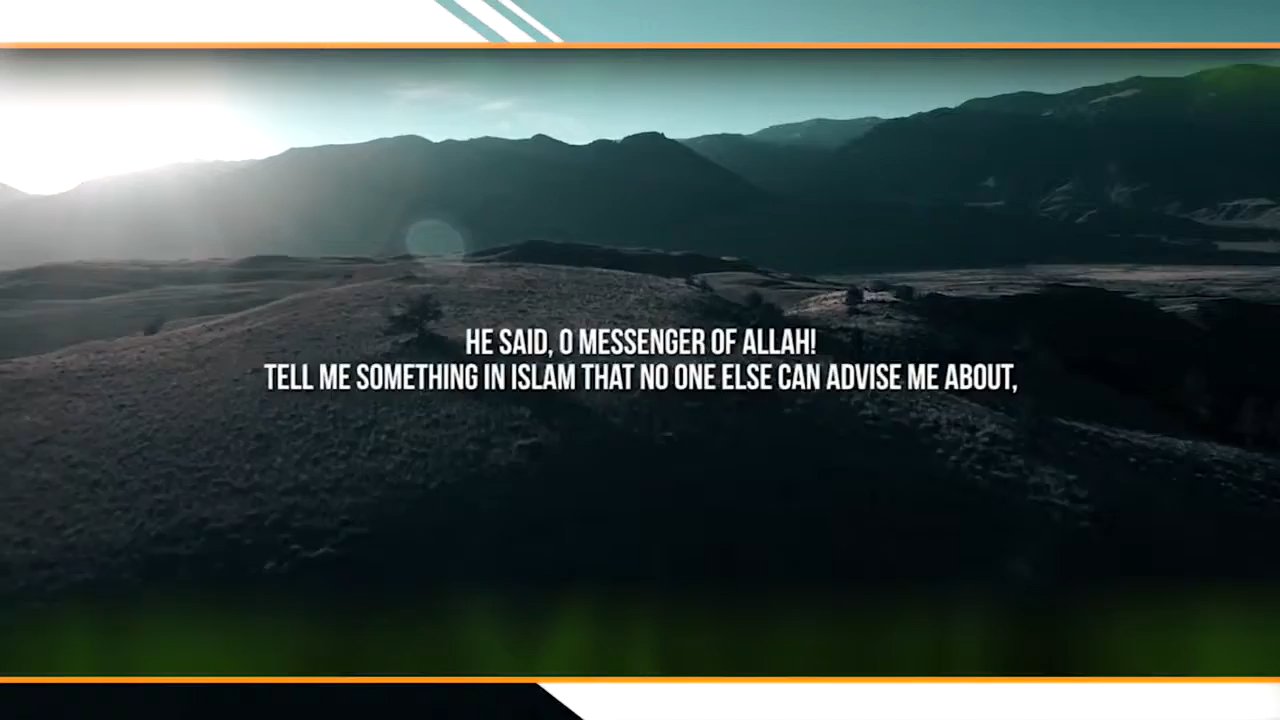 HE SAID, O MESSENGER OF ALLAH!
TELL ME SOMETHING IN ISLAM THAT NO ONE ELSE CAN ADVISE ME ABOUT,